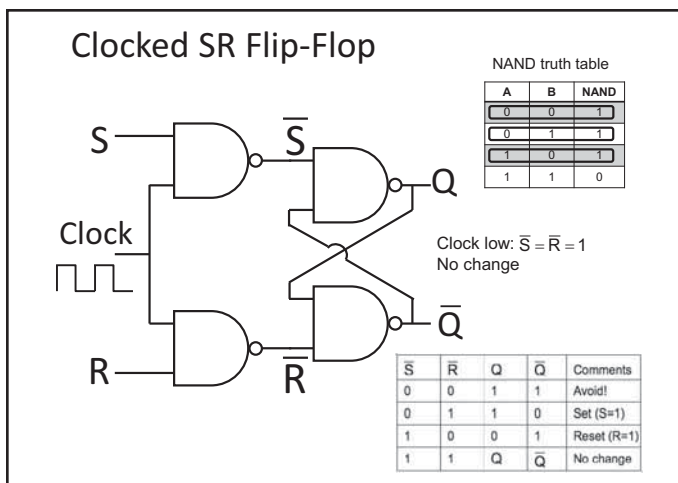 Clocked SR Flip-Flop
NAND truth table
A B NAND
0 0 1
0 1 1
1 0 1
1 1 0
S
S̅
Q
Clock
Clock low: S̅ = R̅ = 1
No change
Q̅
R
R̅
S̅ R̅ Q Q̅ Comments
0 0 1 1 Avoid!
0 1 1 0 Set (S=1)
1 0 0 1 Reset (R=1)
1 1 Q Q̅ No change